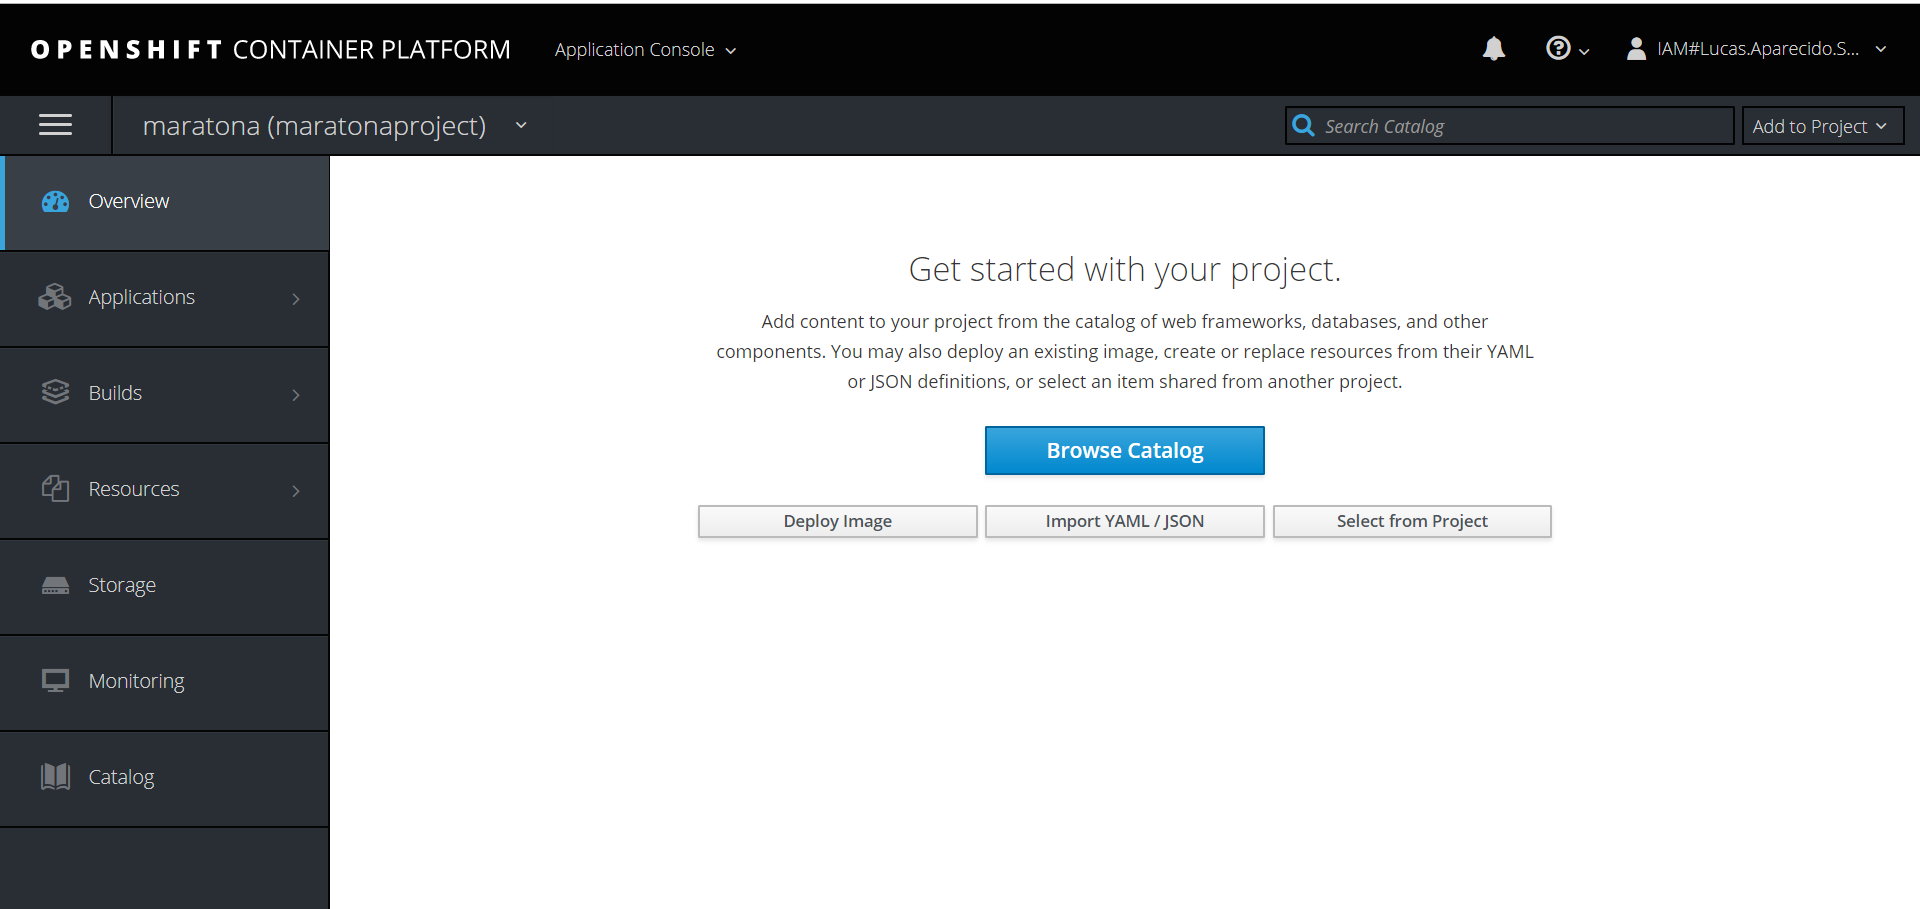 OPENSHIFT CONTAINER PLATFORM
Application Console
IAM#Lucas.Aparecido.S...
maratona (maratonaproject)
Search Catalog
Add to Project
Overview
Applications
Builds
Resources
Storage
Monitoring
Catalog
Get started with your project.
Add content to your project from the catalog of web frameworks, databases, and other
components. You may also deploy an existing image, create or replace resources from their YAML
or JSON definitions, or select an item shared from another project.
Browse Catalog
Deploy Image
Import YAML / JSON
Select from Project